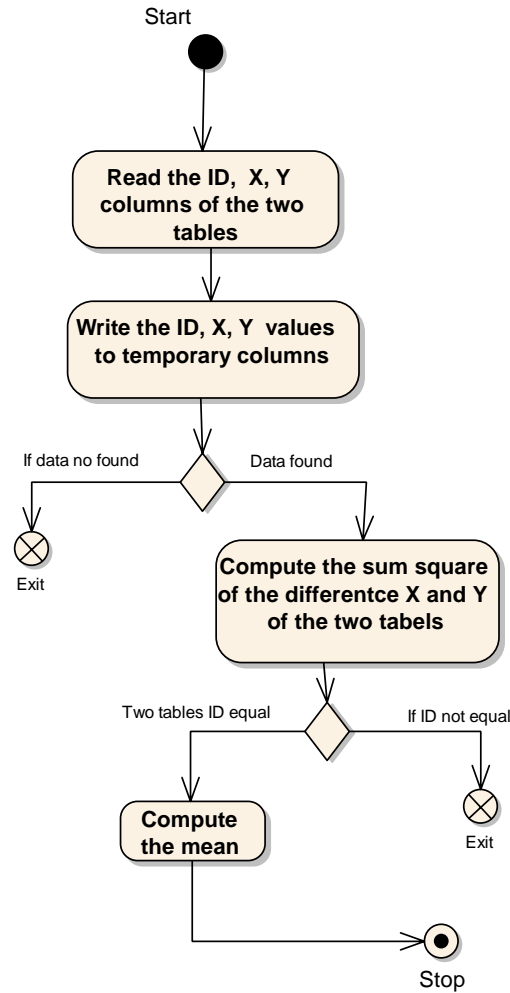 Start
Read the ID, X, Y
columns of the two
tables
Write the ID, X, Y values
to temporary columns
If data no found
Data found
Exit
Compute the sum square
of the differentce X and Y
of the two tabels
Two tables ID equal
If ID not equal
Compute
the mean
Exit
Stop